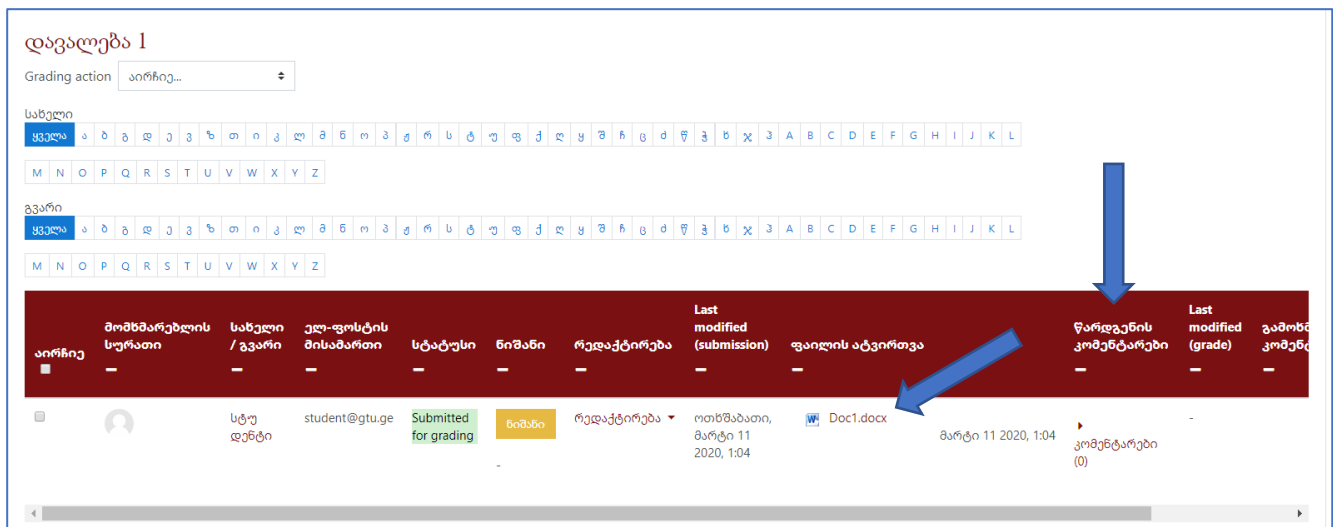 დავალება 1
Grading action აირჩიე...
სახელი
ყველა ა ბ გ დ ე ვ ზ თ ი კ ლ მ ნ ო პ ჟ რ ს ტ უ ფ ქ ღ ყ შ ჩ ც ძ წ ჭ ხ ჯ ჰ A B C D E F G H I J K L
M N O P Q R S T U V W X Y Z
გვარი
ყველა ა ბ გ დ ე ვ ზ თ ი კ ლ მ ნ ო პ ჟ რ ს ტ უ ფ ქ ღ ყ შ ჩ ც ძ წ ჭ ხ ჯ ჰ A B C D E F G H I J K L
M N O P Q R S T U V W X Y Z
აირჩიე
მომხმარებლის
სურათი
სახელი
/ გვარი
ელ-ფოსტის
მისამართი
სტატუსი
ნიშანი
რედაქტირება
Last
modified
(submission)
ფაილის ატვირთვა
წარდგენის
კომენტარები
Last
modified
(grade)
სტუ
დენტი
student@gtu.ge
Submitted
for grading
ნიშანი
-
რედაქტირება
ოთხშაბათი,
მარტი 11
2020, 1:04
Doc1.docx
მარტი 11 2020, 1:04
კომენტარები
(0)
-